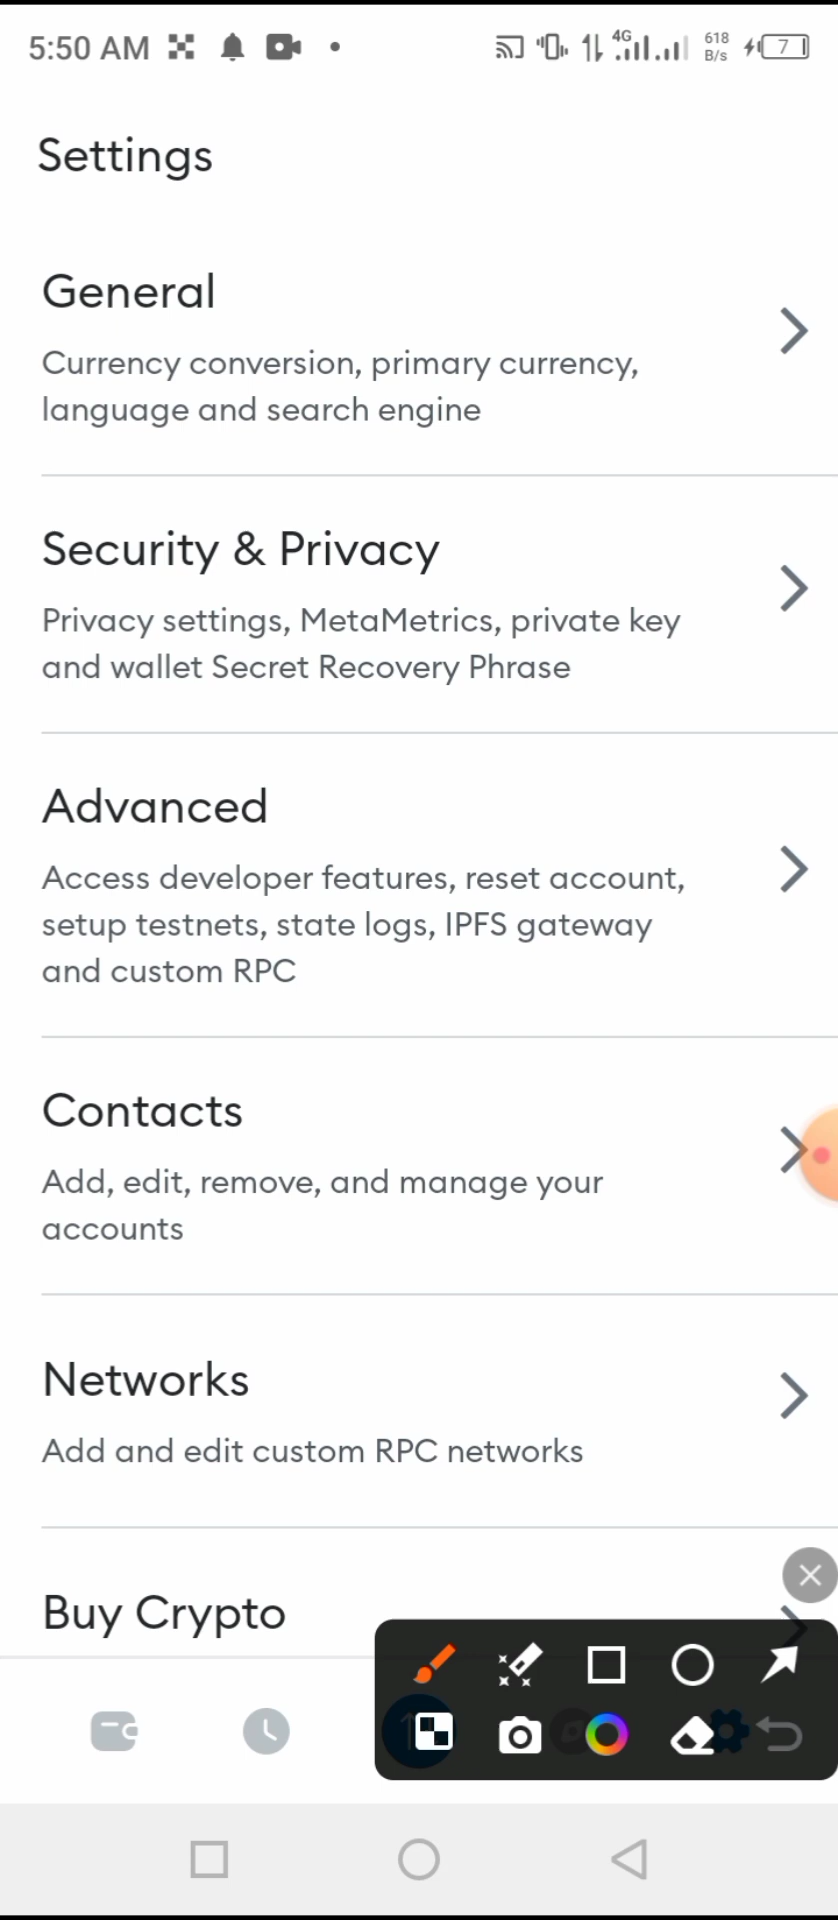 5:50 AM
4G
618
B/s
7
Settings
General
Currency conversion, primary currency,
language and search engine
Security & Privacy
Privacy settings, MetaMetrics, private key
and wallet Secret Recovery Phrase
Advanced
Access developer features, reset account,
setup testnets, state logs, IPFS gateway
and custom RPC
Contacts
Add, edit, remove, and manage your
accounts
Networks
Add and edit custom RPC networks
Buy Crypto